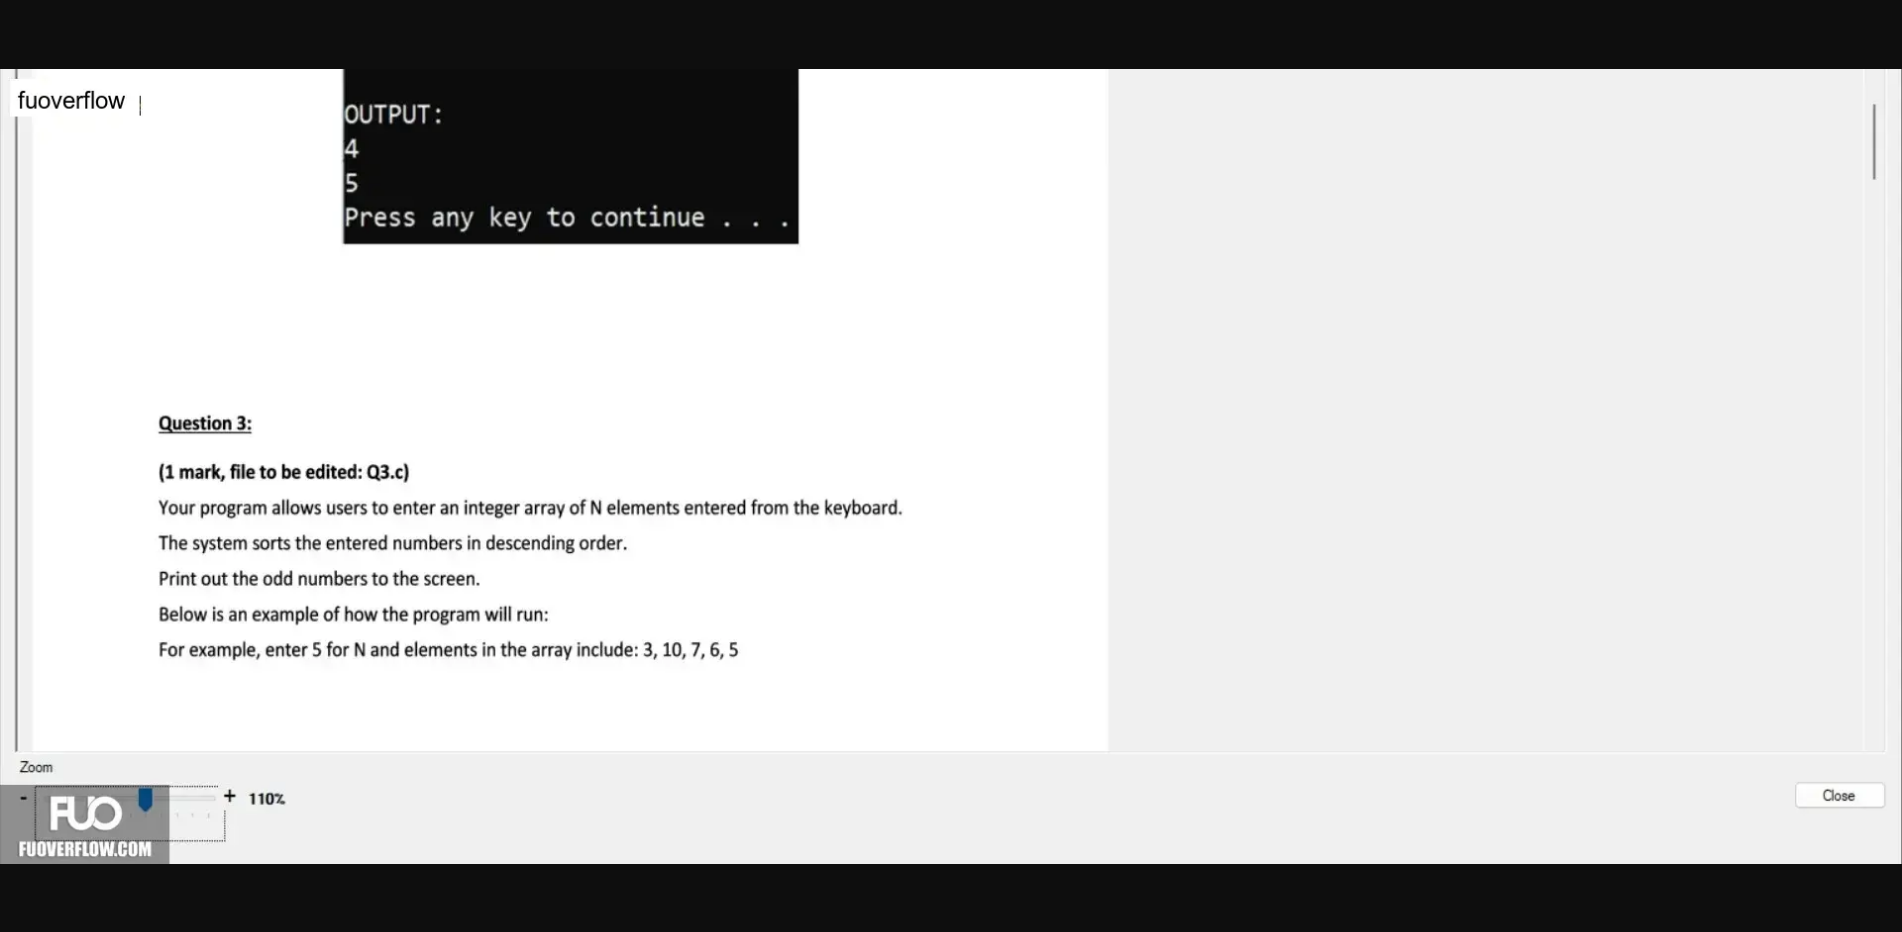 fuoverflow
OUTPUT:
4
5
Press any key to continue . . .
Question 3:
(1 mark, file to be edited: Q3.c)
Your program allows users to enter an integer array of N elements entered from the keyboard.
The system sorts the entered numbers in descending order.
Print out the odd numbers to the screen.
Below is an example of how the program will run:
For example, enter 5 for N and elements in the array include: 3, 10, 7, 6, 5
Zoom
- + 110%
Close
FUO
FUOVERFLOW.COM